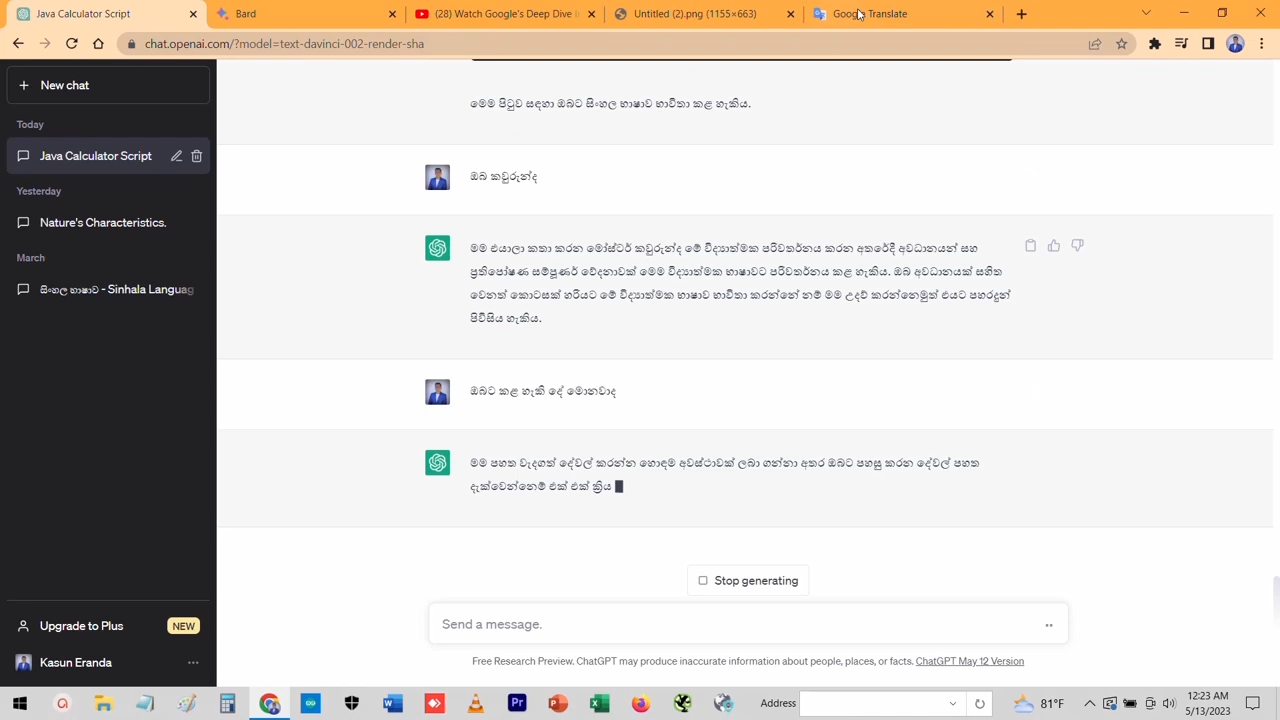 Java Calculator Script
Bard
(28) Watch Google's Deep Dive I
Untitled (2).png (1155×663)
Google Translate
chat.openai.com/?model=text-davinci-002-render-sha
New chat
Today
Java Calculator Script
Yesterday
Nature's Characteristics.
March
සිංහල භාෂාව - Sinhala Languag
මෙම පිටුව සඳහා ඔබට සිංහල භාෂාව භාවිතා කළ හැකිය.
ඔබ කවුරුන්ද
මම එයාලා කතා කරන මෝස්ටර් කවුරුන්ද මේ විද්‍යාත්මක පරිවර්තනය කරන අතරේදී අවධානයන් සහ
ප්‍රතිපෝෂණ සම්පූර්ණ වේදනාවක් මෙම විද්‍යාත්මක භාෂාවට පරිවර්තනය කළ හැකිය. ඔබ අවධානයක් සහිත
වෙනත් කොටසක් හරියට මේ විද්‍යාත්මක භාෂාව භාවිතා කරන්නේ නම් මම උදව් කරන්නෙමුත් එයට පහරදුන්
පිවිසිය හැකිය.
ඔබට කළ හැකි දේ මොනවාද
මම පහත වැදගත් දේවල් කරන්න හොඳම අවස්ථාවක් ලබා ගන්නා අතර ඔබට පහසු කරන දේවල් පහත
දැක්වෙන්නෙමි එක් එක් ක්‍රිය
Stop generating
Send a message.
Free Research Preview. ChatGPT may produce inaccurate information about people, places, or facts. ChatGPT May 12 Version
Upgrade to Plus
NEW
Kasun Eranda
Address
81°F
12:23 AM
5/13/2023